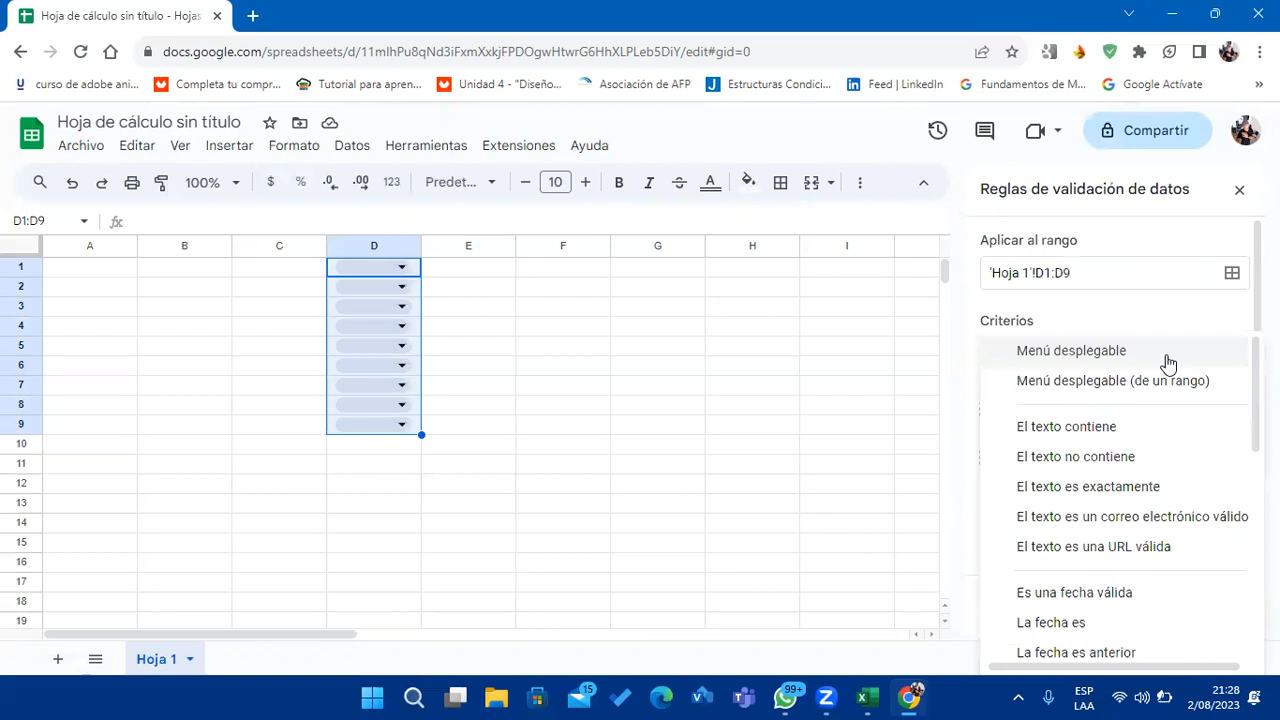 Hoja de cálculo sin título - Hojas
docs.google.com/spreadsheets/d/11mIhPu8qNd3iFxmXxkjFPDOgwHtwrG6HhXLPLeb5DiY/edit#gid=0
curso de adobe ani...
Completa tu compr...
Tutorial para apren...
Unidad 4 - "Diseño...
Asociación de AFP
Estructuras Condici...
Feed | LinkedIn
Fundamentos de M...
Google Actívate
»
Hoja de cálculo sin título
Compartir
Archivo Editar Ver Insertar Formato Datos Herramientas Extensiones Ayuda
100% $ % .0 .00 123 Predet... − 10 + B I A
D1:D9 fx
A B C D E F G H I
1
2
3
4
5
6
7
8
9
10
11
12
13
14
15
16
17
18
19
Reglas de validación de datos
Aplicar al rango
'Hoja 1'!D1:D9
Criterios
Menú desplegable
Menú desplegable (de un rango)
El texto contiene
El texto no contiene
El texto es exactamente
El texto es un correo electrónico válido
El texto es una URL válida
Es una fecha válida
La fecha es
La fecha es anterior
+ Hoja 1
15
99+
ESP
LAA
21:28
2/08/2023